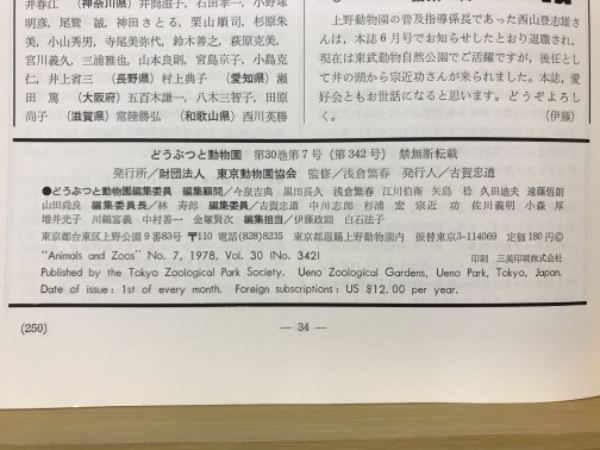 井春江 (神奈川県) 井筒滋子，石田孝一，小野塚
明彦，尾鷲 誠，神田さとる，栗山順司，杉原朱
美，小山秀男，寺尾美弥代，鈴木善之，萩原克美，
宮川義久，三浦雅也，山本良則，宮島京子，小島克
仁，井上省三 (長野県) 村上典子 (愛知県) 瀬
田 篤 (大阪府) 五百木謙一，八木三智子，田原
尚子 (滋賀県) 常陸勝弘 (和歌山県) 西川英勝
上野動物園の普及指導係長であった西山登志雄さ
んは，本誌6月号でお知らせしたとおり退職され，
現在は東武動物自然公園でご活躍ですが，後任とし
て井の頭から宗近功さんが来られました。本誌，愛
好会ともお世話になると思います。どうぞよろし
く。 (伊藤)
どうぶつと動物園 第30巻第7号（第342号） 禁無断転載
発行所／財団法人 東京動物園協会 監修／浅倉繁春 発行人／古賀忠道
●どうぶつと動物園編集委員 編集顧問／今泉吉典 黒田長久 浅倉繁春 江川伯衛 矢島 稔 久田迪夫 遠藤悟朗
山田尚良 編集委員長／林 寿郎 編集委員／古賀忠道 中川志郎 杉浦 宏 宗近 功 佐川義明 小森 厚
増井光子 川鍋富義 中村善一 金塚賢次 編集担当／伊藤政顕 白石法子
東京都台東区上野公園9番83号 〒110 電話(828)8235 東京都恩賜上野動物園内 振替東京3-114069 定価180円©
"Animals and Zoos" No. 7, 1978, Vol. 30 (No. 342) 印刷 三美印刷株式会社
Published by the Tokyo Zoological Park Society. Ueno Zoological Gardens, Ueno Park, Tokyo, Japan.
Date of issue: 1st of every month. Foreign subscriptions: US $12.00 per year.
(250) — 34 —